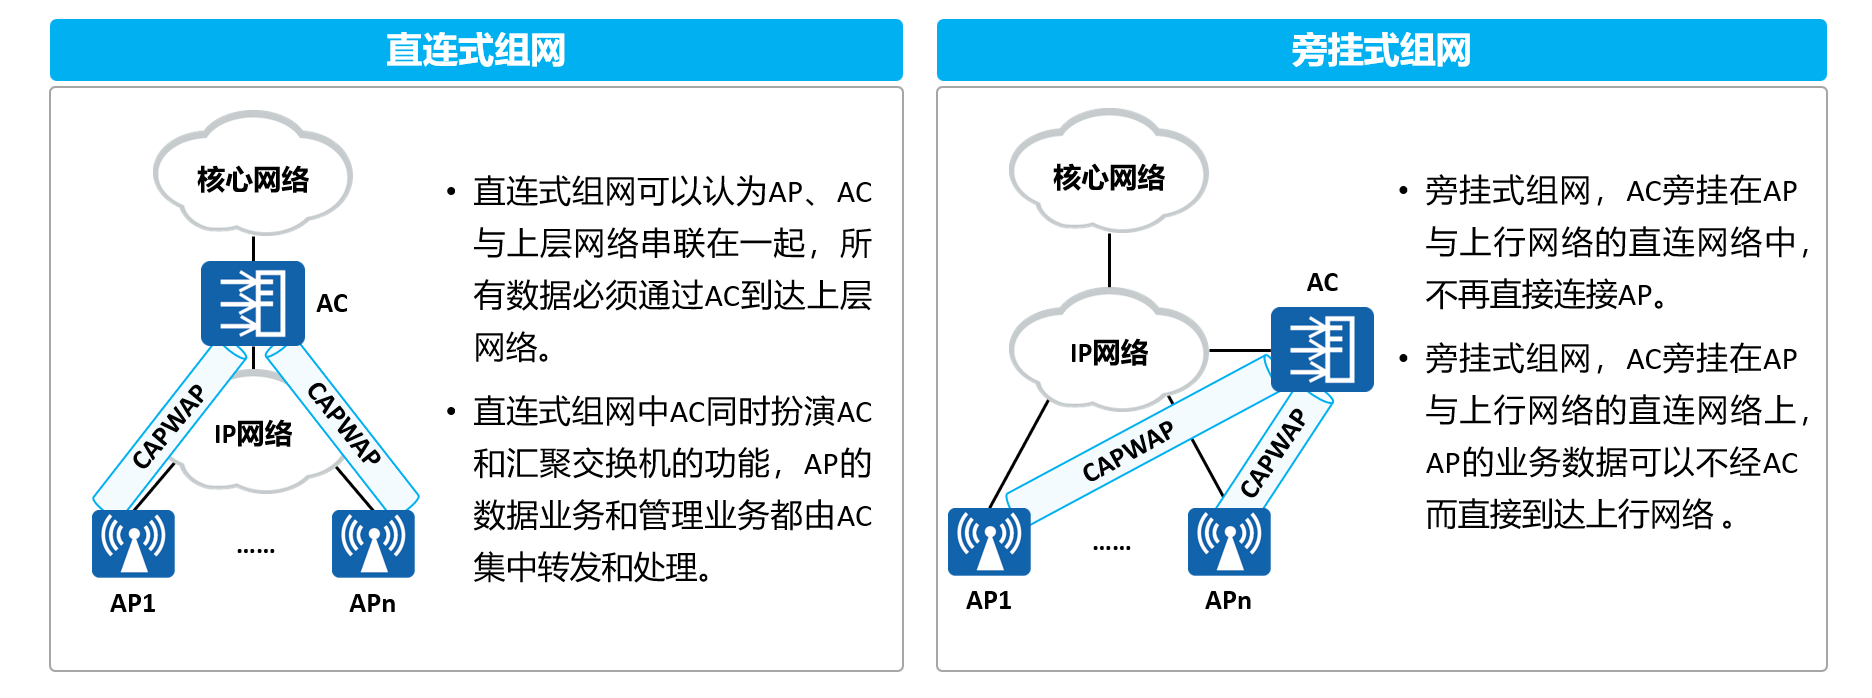 直连式组网
核心网络
AC
CAPWAP
CAPWAP
IP网络
……
AP1
APn
• 直连式组网可以认为AP、AC
与上层网络串联在一起，所
有数据必须通过AC到达上层
网络。
• 直连式组网中AC同时扮演AC
和汇聚交换机的功能，AP的
数据业务和管理业务都由AC
集中转发和处理。
旁挂式组网
核心网络
AC
IP网络
CAPWAP
CAPWAP
……
AP1
APn
• 旁挂式组网，AC旁挂在AP
与上行网络的直连网络中，
不再直接连接AP。
• 旁挂式组网，AC旁挂在AP
与上行网络的直连网络上，
AP的业务数据可以不经AC
而直接到达上行网络 。